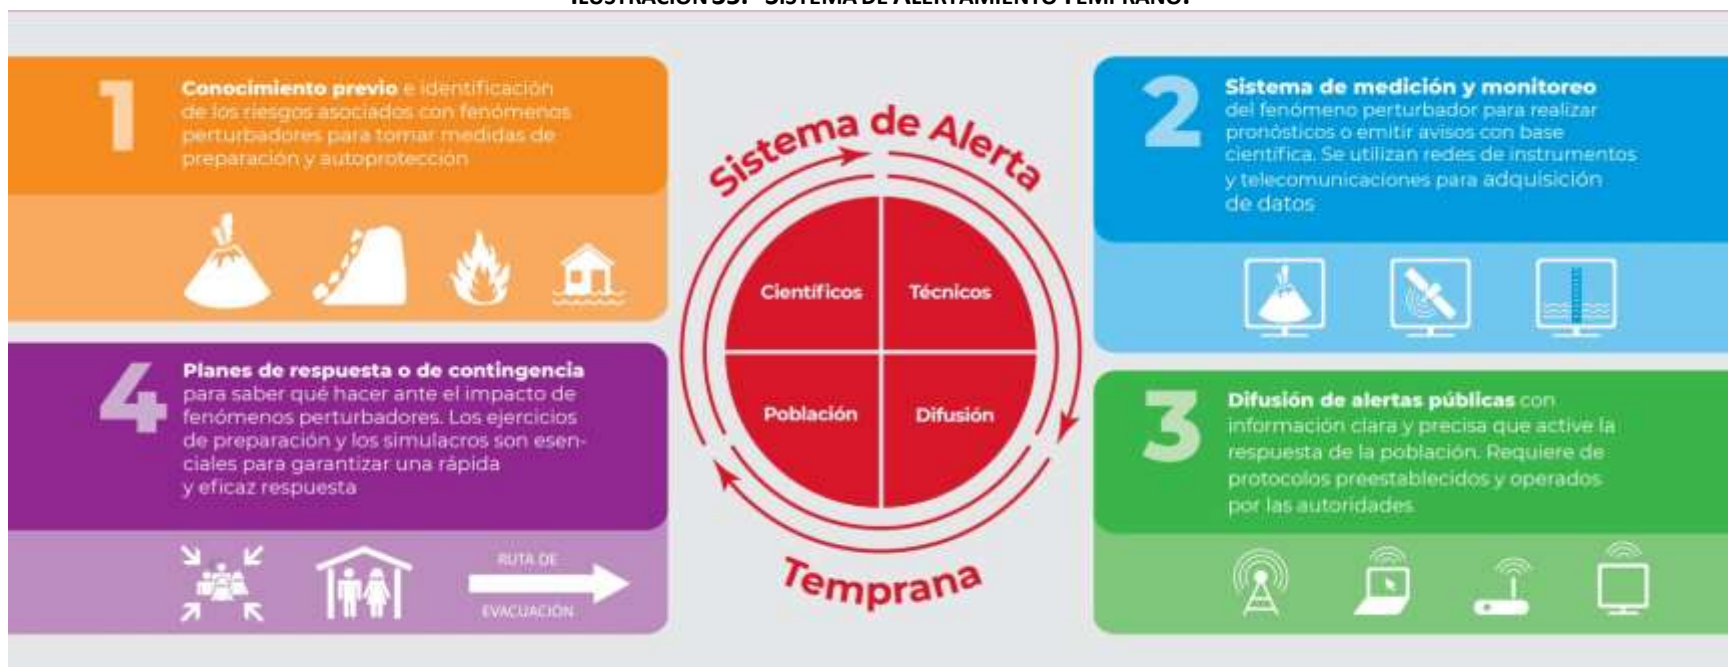 ILUSTRACIÓN 55. SISTEMA DE ALERTAMIENTO TEMPRANO.
1
Conocimiento previo e identificación
de los riesgos asociados con fenómenos
perturbadores para tomar medidas de
preparación y autoprotección
2
Sistema de medición y monitoreo
del fenómeno perturbador para realizar
pronósticos o emitir avisos con base
científica. Se utilizan redes de instrumentos
y telecomunicaciones para adquisición
de datos
Sistema de Alerta
Científicos
Técnicos
Población
Difusión
Temprana
4
Planes de respuesta o de contingencia
para saber qué hacer ante el impacto de
fenómenos perturbadores. Los ejercicios
de preparación y los simulacros son esen-
ciales para garantizar una rápida
y eficaz respuesta
RUTA DE
EVACUACIÓN
3
Difusión de alertas públicas con
información clara y precisa que active la
respuesta de la población. Requiere de
protocolos preestablecidos y operados
por las autoridades